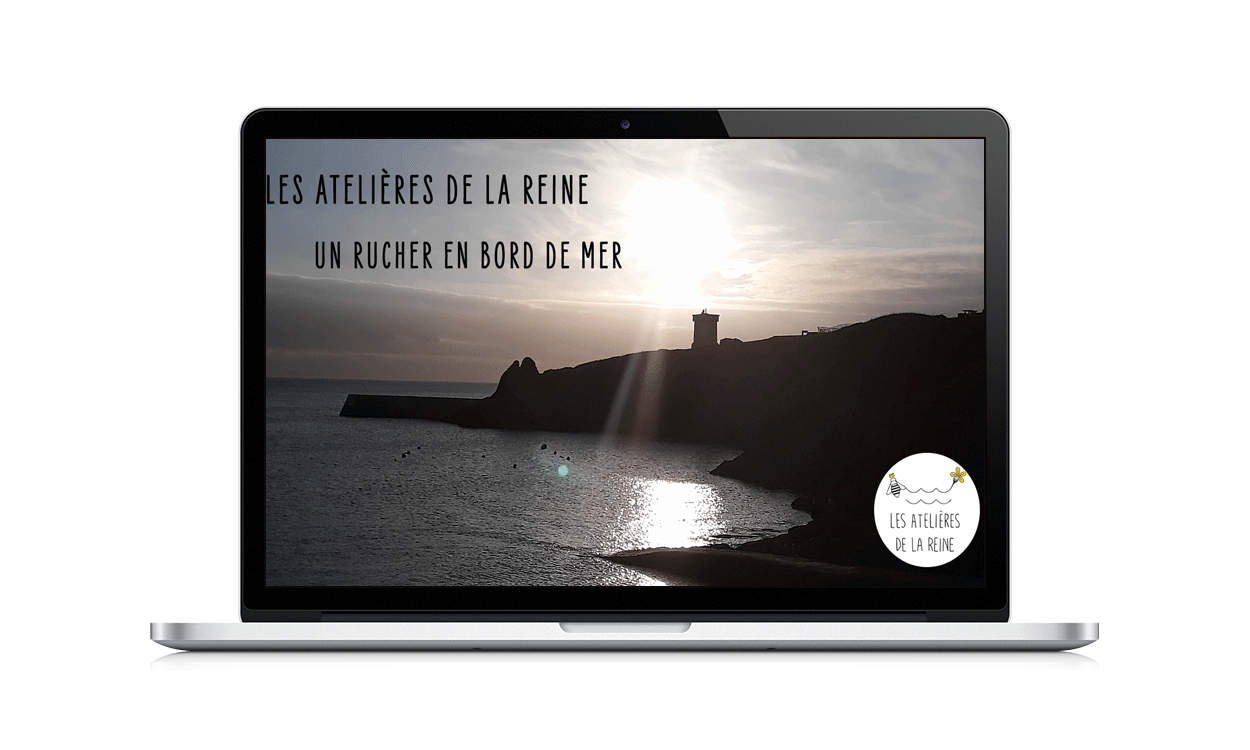 LES ATELIÈRES DE LA REINE
UN RUCHER EN BORD DE MER
LES ATELIÈRES
DE LA REINE